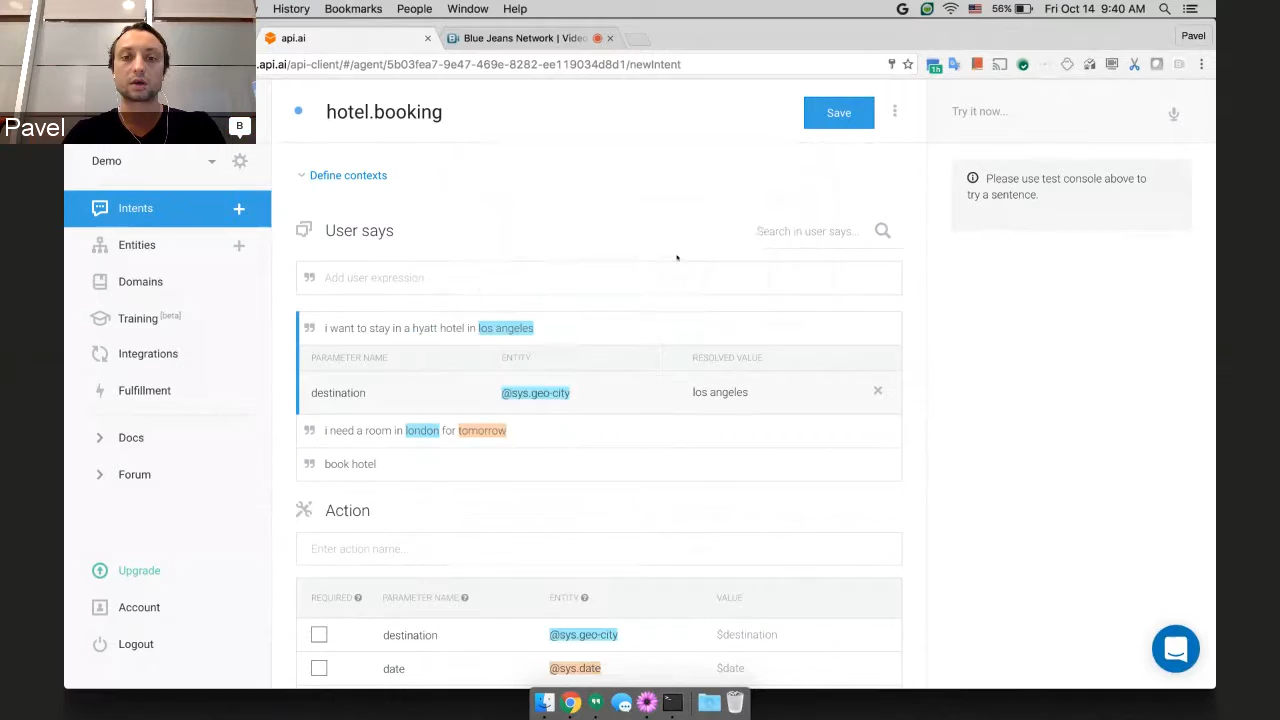 History Bookmarks People Window Help
56% Fri Oct 14 9:40 AM
api.ai
Blue Jeans Network | Video
Pavel
.api.ai/api-client/#/agent/5b03fea7-9e47-469e-8282-ee119034d8d1/newIntent
1h
Pavel
B
hotel.booking
Save
Try it now...
Demo
Define contexts
Please use test console above to
try a sentence.
Intents
User says
Search in user says...
Entities
Add user expression
Domains
Training [beta]
i want to stay in a hyatt hotel in los angeles
Integrations
PARAMETER NAME ENTITY RESOLVED VALUE
Fulfillment
destination @sys.geo-city los angeles
Docs
i need a room in london for tomorrow
Forum
book hotel
Action
Enter action name...
Upgrade
REQUIRED PARAMETER NAME ENTITY VALUE
Account
destination @sys.geo-city $destination
Logout
date @sys.date $date